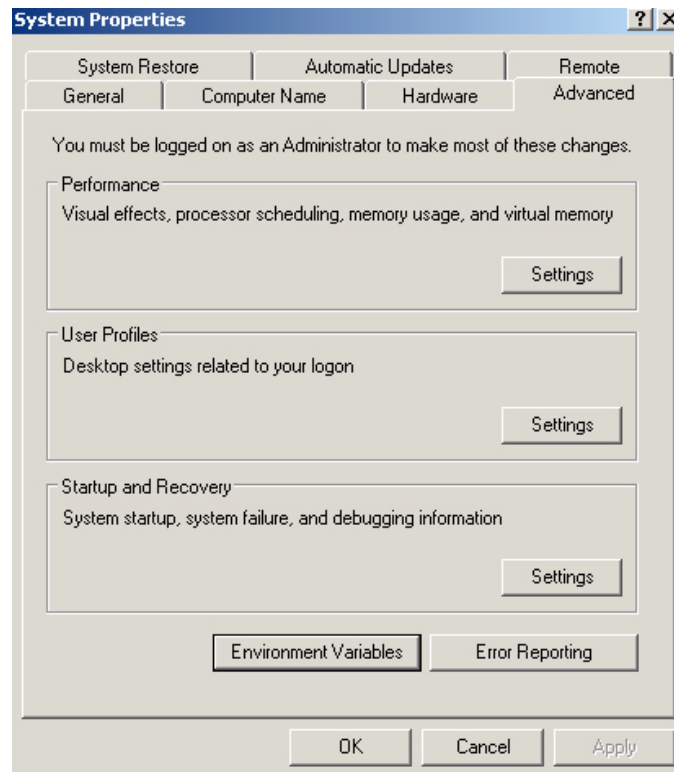 System Properties
? X
System Restore Automatic Updates Remote
General Computer Name Hardware Advanced
You must be logged on as an Administrator to make most of these changes.
Performance
Visual effects, processor scheduling, memory usage, and virtual memory
Settings
User Profiles
Desktop settings related to your logon
Settings
Startup and Recovery
System startup, system failure, and debugging information
Settings
Environment Variables Error Reporting
OK Cancel Apply